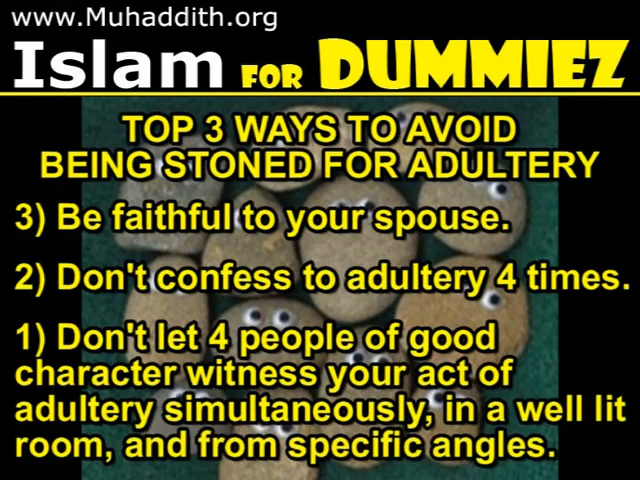 www.Muhaddith.org
Islam FOR DUMMIEZ
TOP 3 WAYS TO AVOID
BEING STONED FOR ADULTERY
3) Be faithful to your spouse.
2) Don't confess to adultery 4 times.
1) Don't let 4 people of good
character witness your act of
adultery simultaneously, in a well lit
room, and from specific angles.